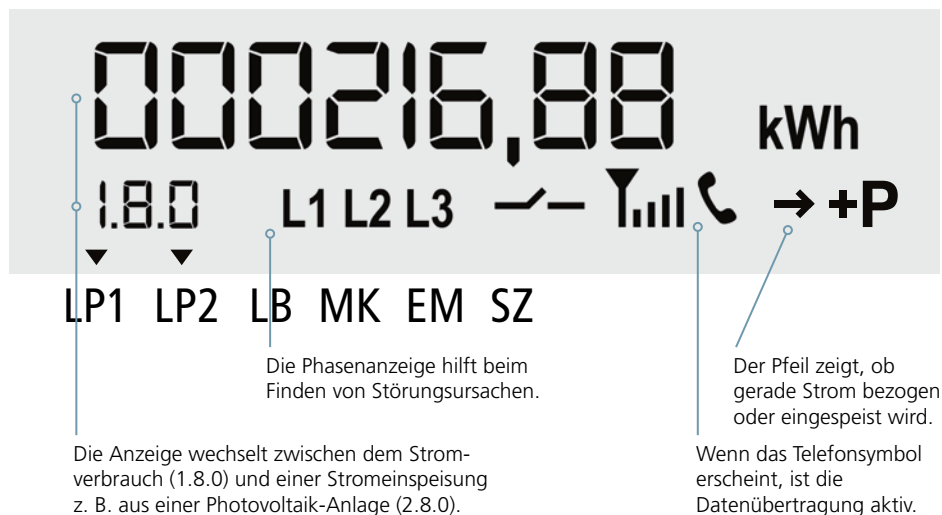 000216,88 kWh
1.8.0 L1 L2 L3 → +P
LP1 LP2 LB MK EM SZ
Die Phasenanzeige hilft beim
Finden von Störungsursachen.
Der Pfeil zeigt, ob
gerade Strom bezogen
oder eingespeist wird.
Die Anzeige wechselt zwischen dem Strom-
verbrauch (1.8.0) und einer Stromeinspeisung
z. B. aus einer Photovoltaik-Anlage (2.8.0).
Wenn das Telefonsymbol
erscheint, ist die
Datenübertragung aktiv.